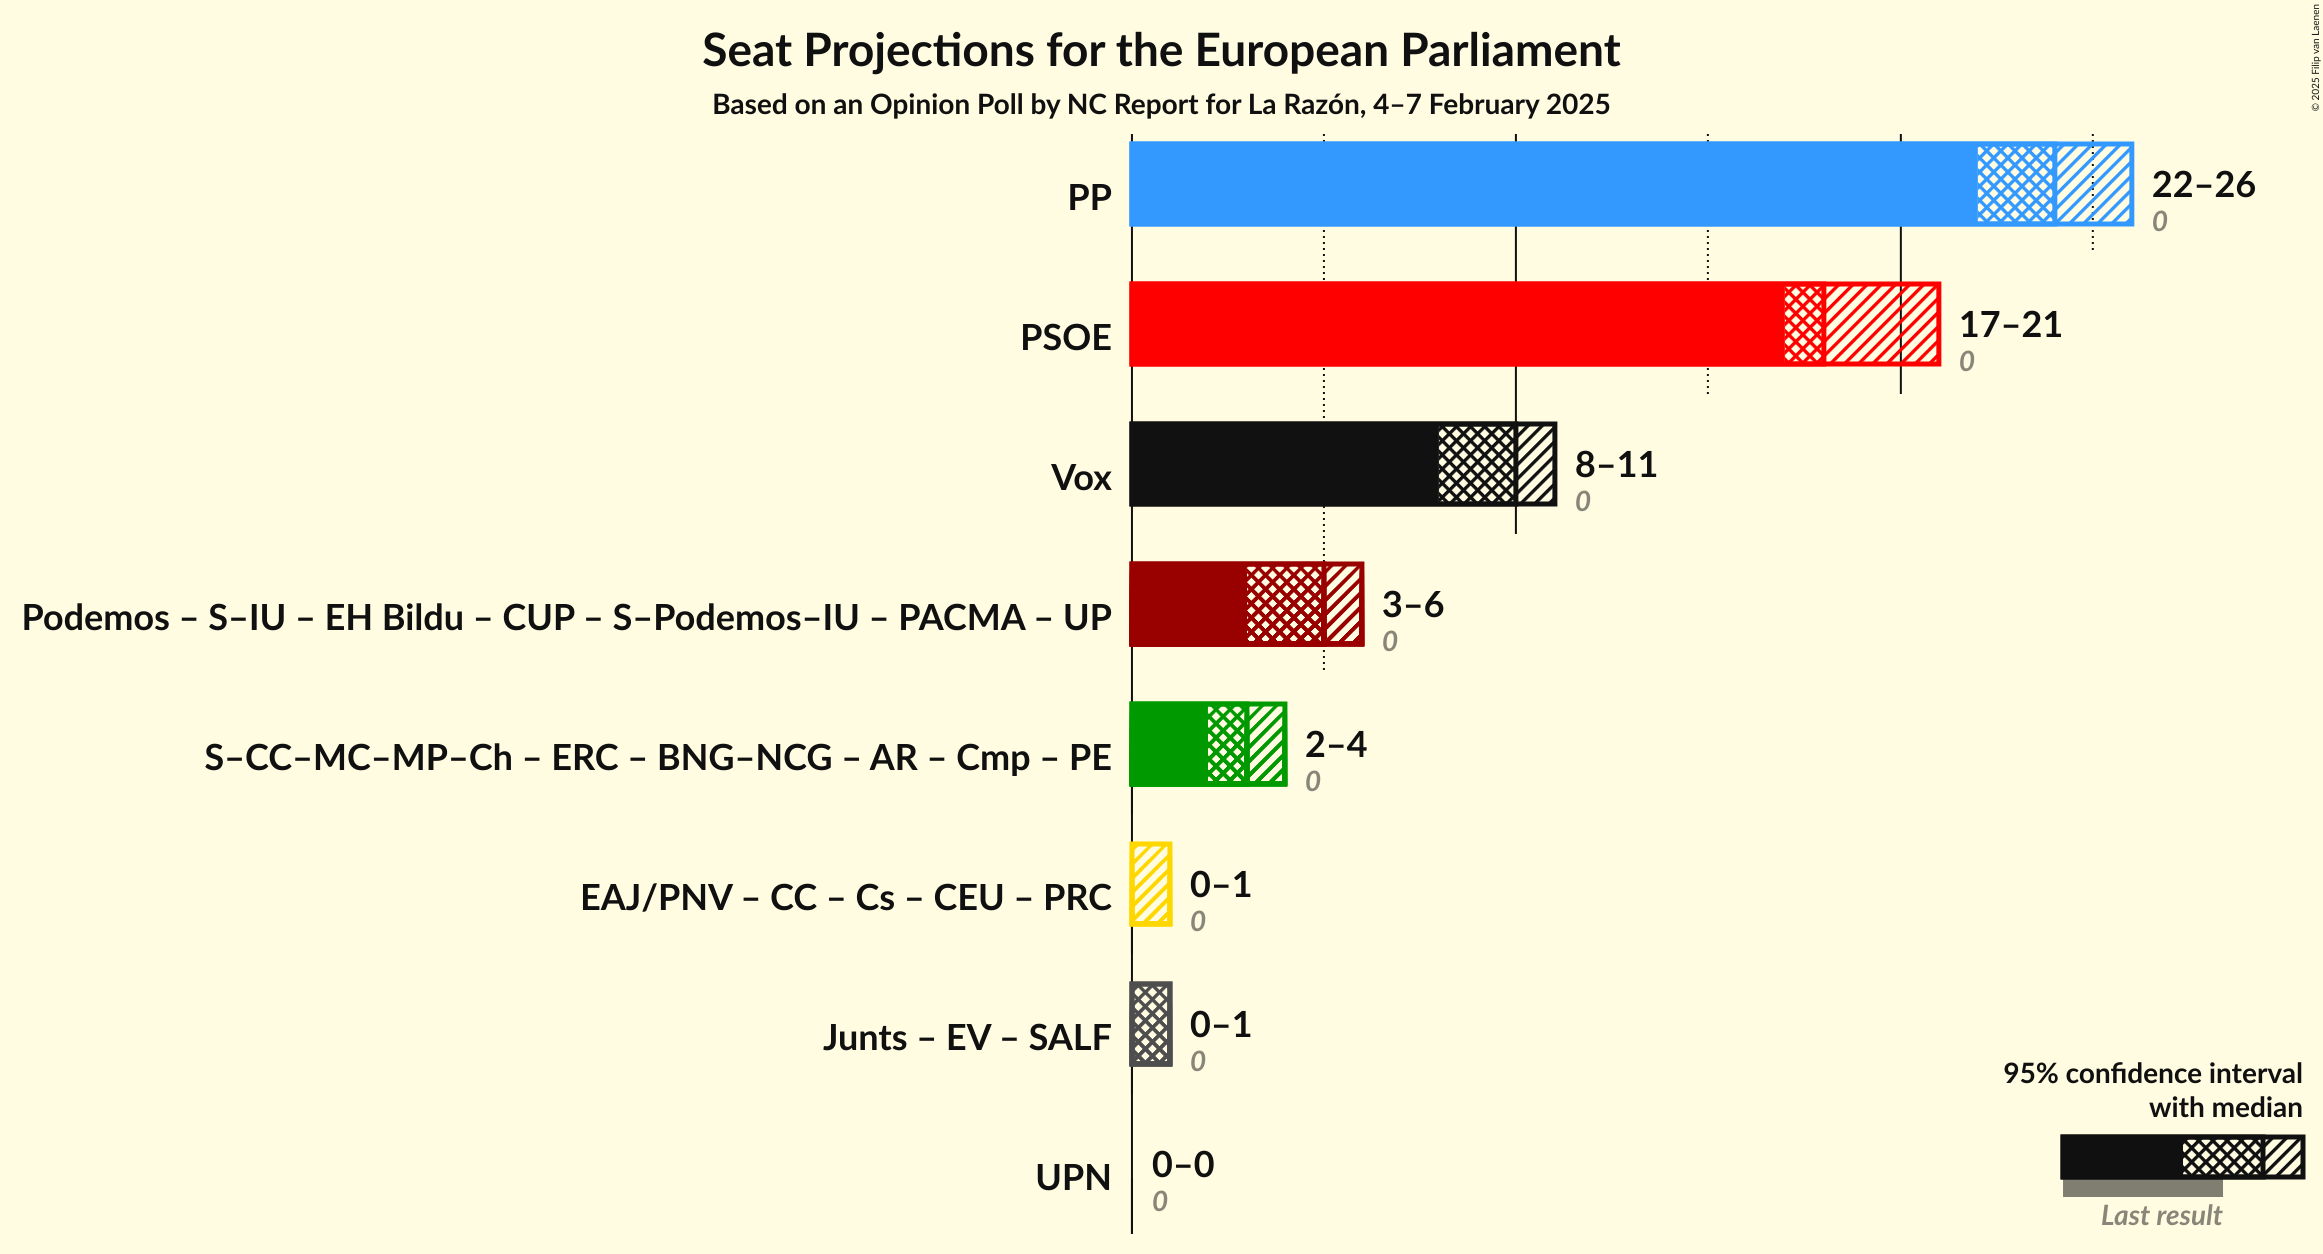 Seat Projections for the European Parliament
Based on an Opinion Poll by NC Report for La Razón, 4–7 February 2025
© 2025 Filip van Laenen
PP
22–26
0
PSOE
17–21
0
Vox
8–11
0
Podemos – S–IU – EH Bildu – CUP – S–Podemos–IU – PACMA – UP
3–6
0
S–CC–MC–MP–Ch – ERC – BNG–NCG – AR – Cmp – PE
2–4
0
EAJ/PNV – CC – Cs – CEU – PRC
0–1
0
Junts – EV – SALF
0–1
0
UPN
0–0
0
95% confidence interval
with median
Last result